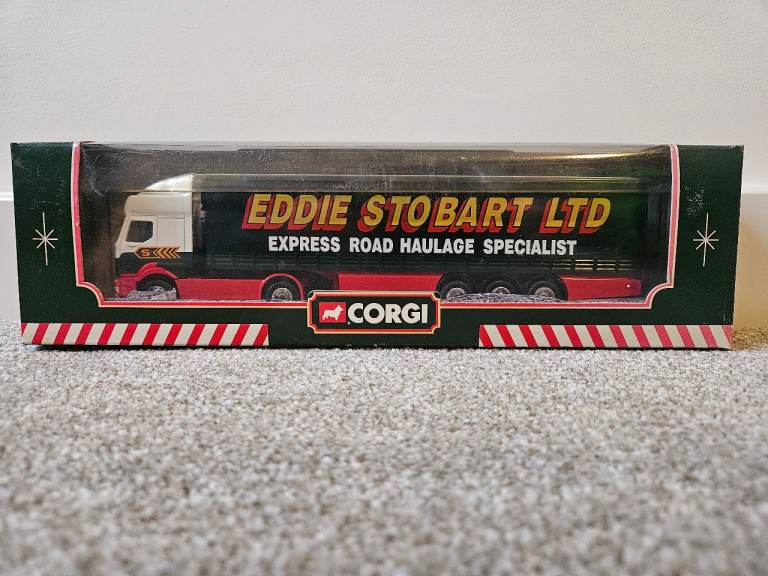 EDDIE STOBART LTD
EXPRESS ROAD HAULAGE SPECIALIST
S
CORGI